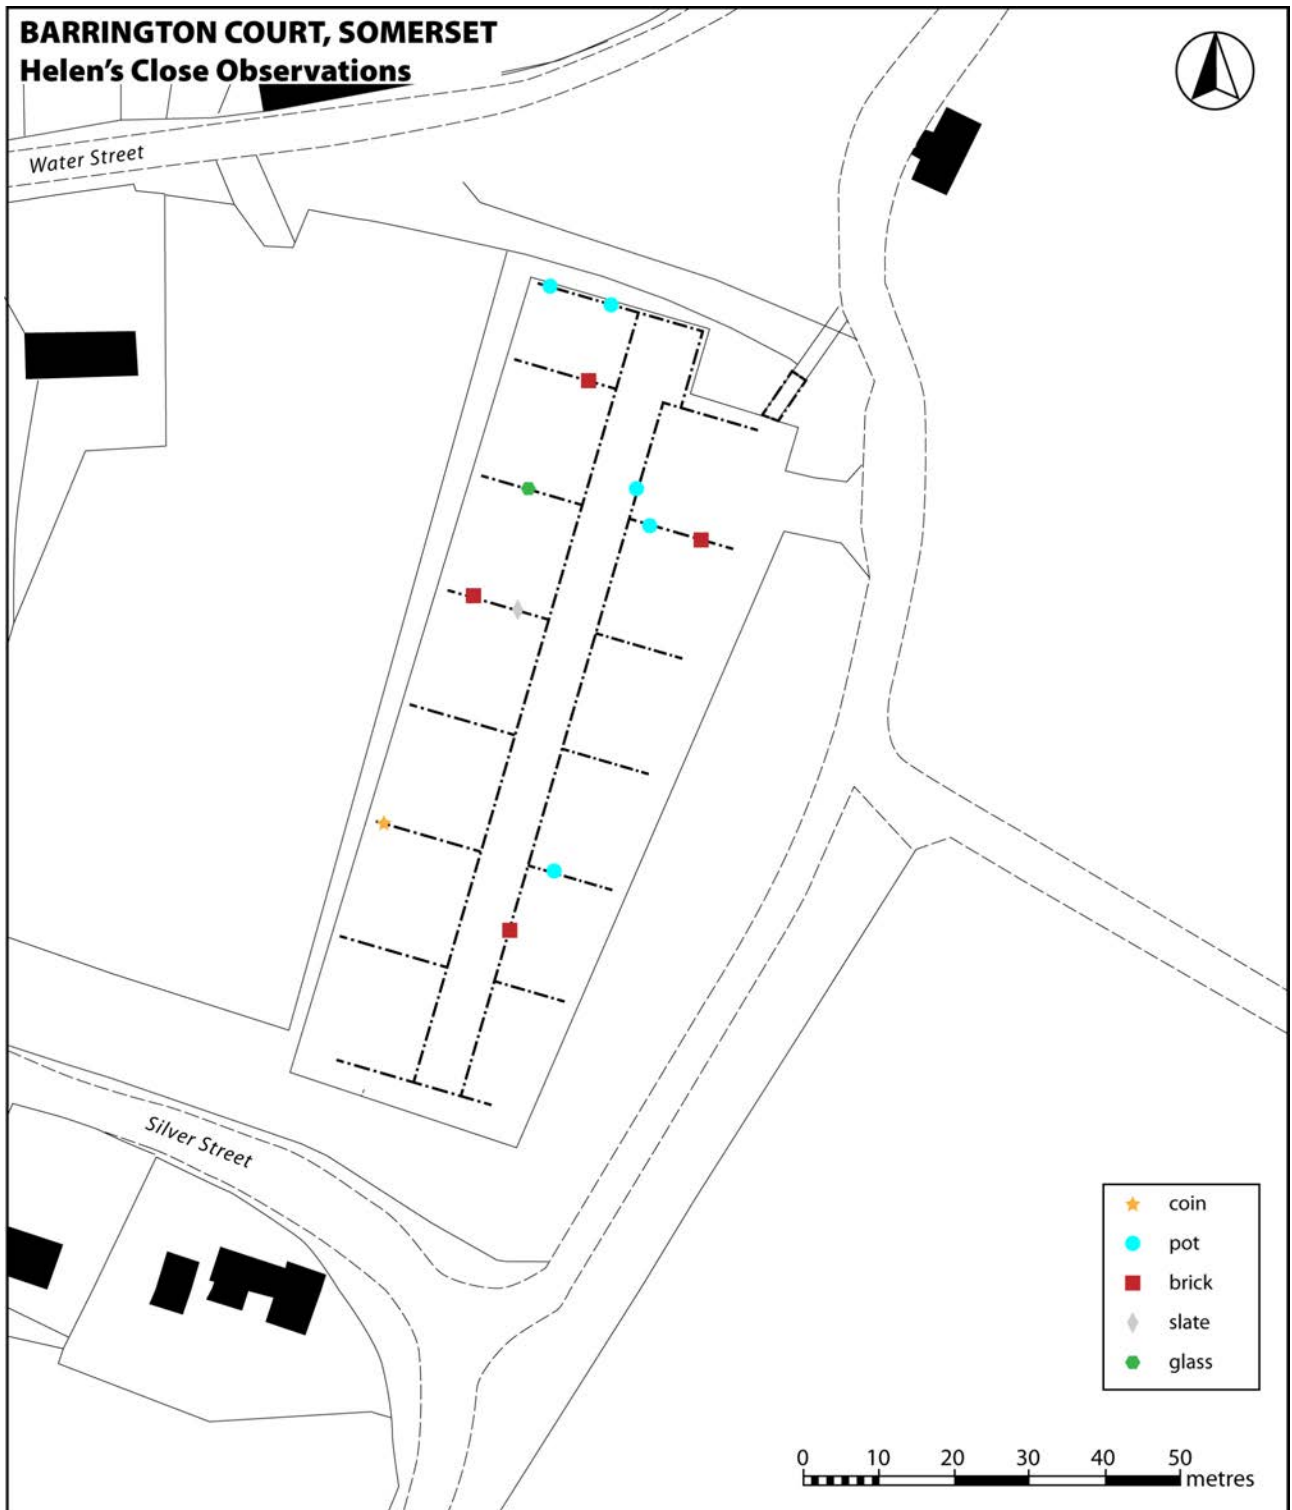 BARRINGTON COURT, SOMERSET
Helen's Close Observations
Water Street
Silver Street
coin
pot
brick
slate
glass
0 10 20 30 40 50
metres